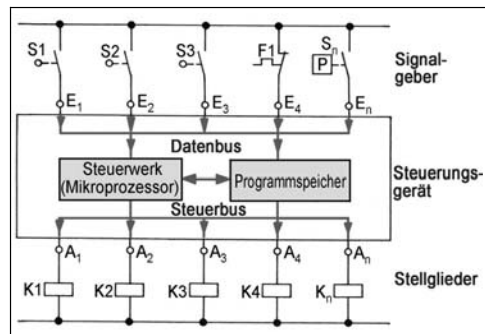 S1 S2 S3 F1 Sn
P
Signal-
geber
E1 E2 E3 E4 En
Datenbus
Steuerwerk
(Mikroprozessor)
Programmspeicher
Steuerungs-
gerät
Steuerbus
A1 A2 A3 A4 An
Stellglieder
K1 K2 K3 K4 Kn